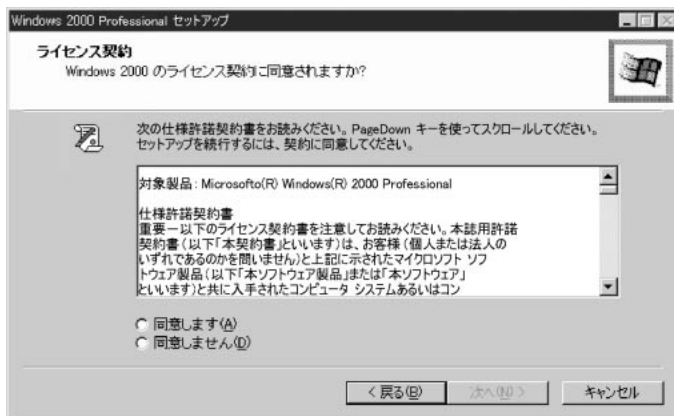 Windows 2000 Professional セットアップ
ライセンス契約
Windows 2000 のライセンス契約に同意されますか?
次の仕様許諾契約書をお読みください。PageDown キーを使ってスクロールしてください。
セットアップを続行するには、契約に同意してください。
対象製品: Microsofto(R) Windows(R) 2000 Professional
仕様許諾契約書
重要ー以下のライセンス契約書を注意してお読みください。本誌用許諾
契約書(以下「本契約書」といいます)は、お客様(個人または法人の
いずれであるのかを問いません)と上記に示されたマイクロソフト ソフ
トウェア製品(以下「本ソフトウェア製品」または「本ソフトウェア」
といいます)と共に入手されたコンピュータ システムあるいはコン
同意します(A)
同意しません(D)
< 戻る(B) 次へ(N) > キャンセル